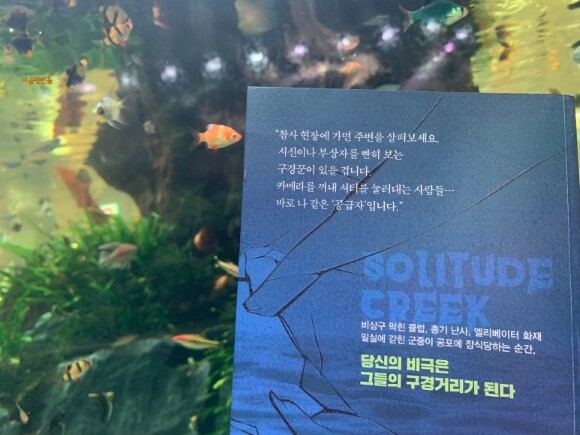 “참사 현장에 가면 주변을 살펴보세요.
시신이나 부상자를 뻔히 보는
구경꾼이 있을 겁니다.
카메라를 꺼내 셔터를 눌러대는 사람들…
바로 나 같은 ‘공급자’입니다.”
SOLITUDE
CREEK
비상구 막힌 클럽, 총기 난사, 엘리베이터 화재
밀실에 갇힌 군중이 공포에 잠식당하는 순간,
당신의 비극은
그들의 구경거리가 된다